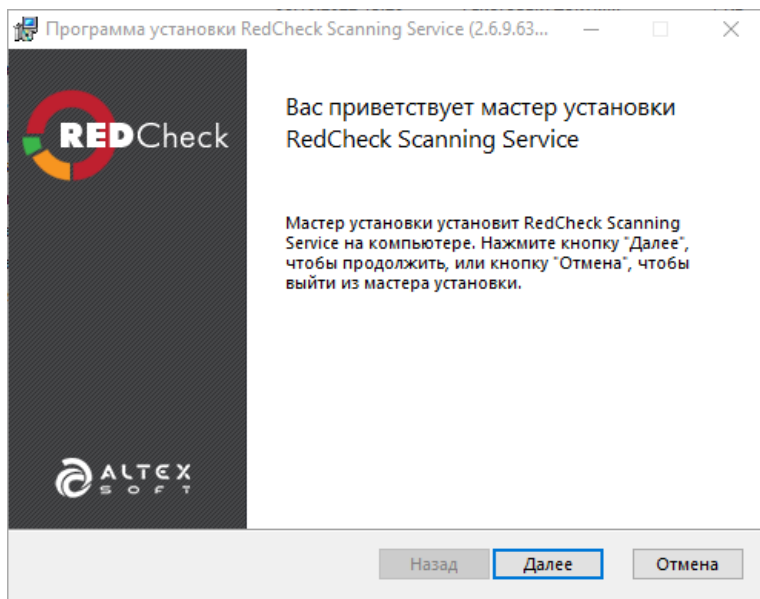 Программа установки RedCheck Scanning Service (2.6.9.63...
REDCheck
Вас приветствует мастер установки
RedCheck Scanning Service
Мастер установки установит RedCheck Scanning
Service на компьютере. Нажмите кнопку "Далее",
чтобы продолжить, или кнопку "Отмена", чтобы
выйти из мастера установки.
ALTEX
SOFT
Назад
Далее
Отмена